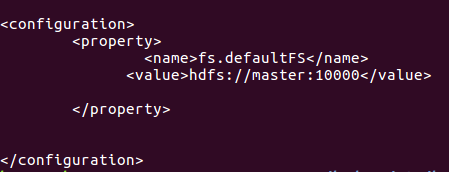 <configuration>
<property>
<name>fs.defaultFS</name>
<value>hdfs://master:10000</value>
</property>
</configuration>